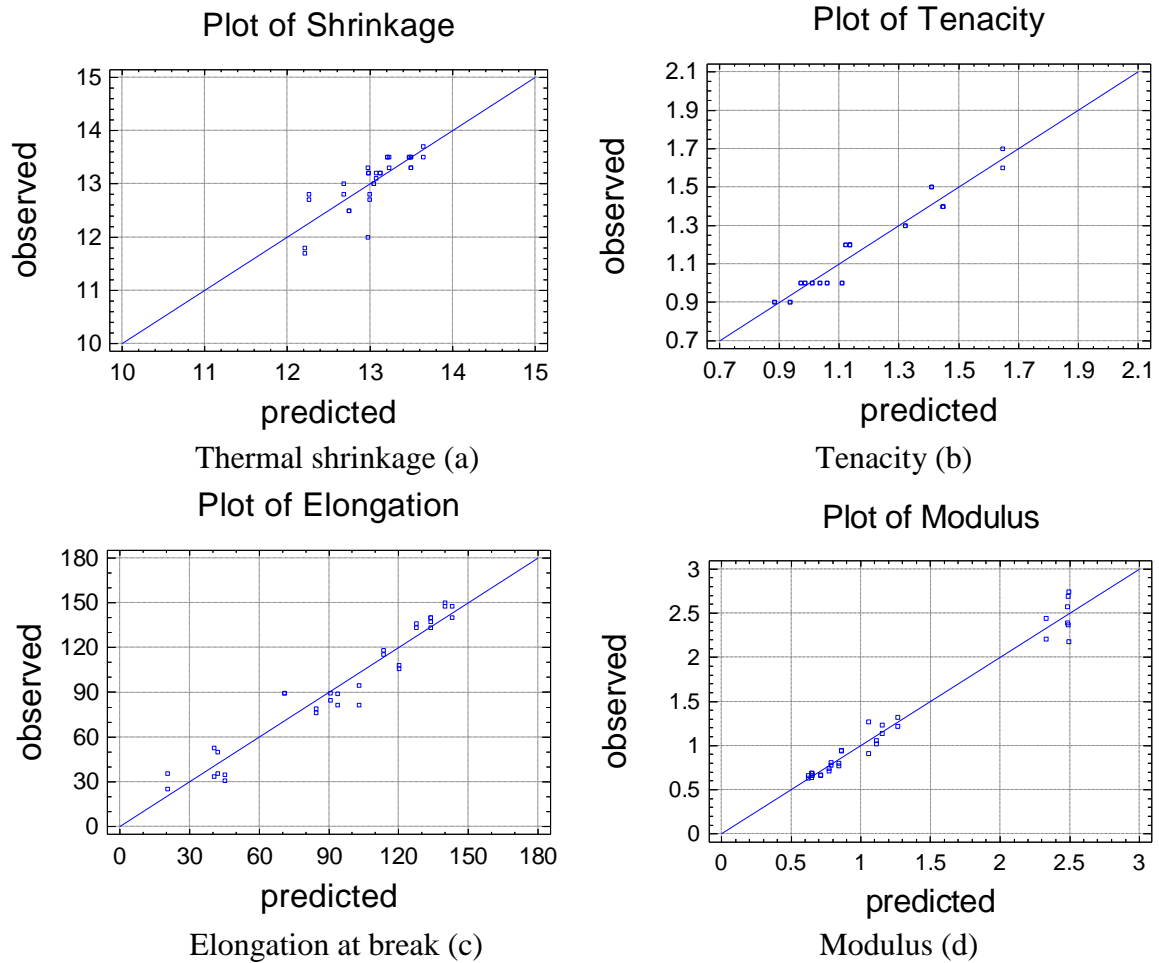 Plot of Shrinkage
15
14
13
12
11
10
observed
10 11 12 13 14 15
predicted
Thermal shrinkage (a)
Plot of Tenacity
2.1
1.9
1.7
1.5
1.3
1.1
0.9
0.7
observed
0.7 0.9 1.1 1.3 1.5 1.7 1.9 2.1
predicted
Tenacity (b)
Plot of Elongation
180
150
120
90
60
30
0
observed
0 30 60 90 120 150 180
predicted
Elongation at break (c)
Plot of Modulus
3
2.5
2
1.5
1
0.5
0
observed
0 0.5 1 1.5 2 2.5 3
predicted
Modulus (d)